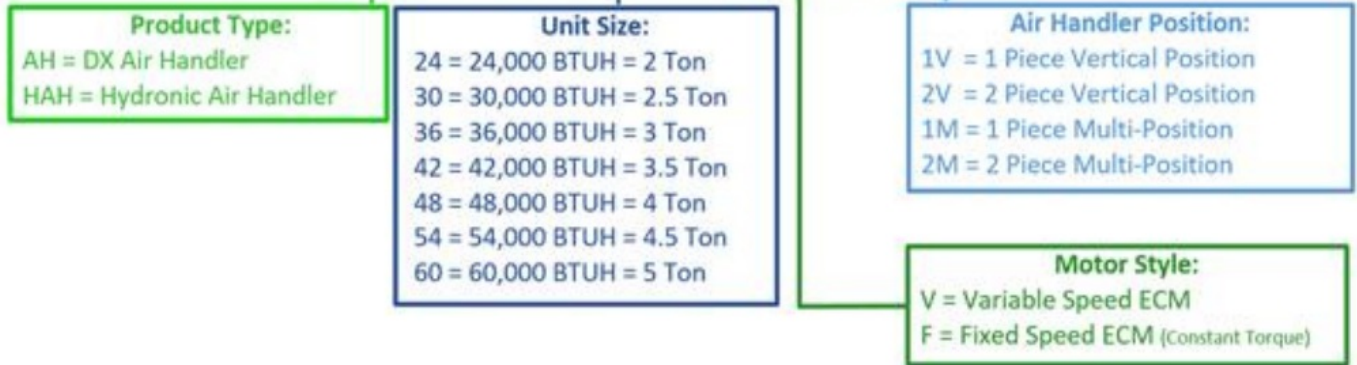 Product Type:
AH = DX Air Handler
HAH = Hydronic Air Handler
Unit Size:
24 = 24,000 BTUH = 2 Ton
30 = 30,000 BTUH = 2.5 Ton
36 = 36,000 BTUH = 3 Ton
42 = 42,000 BTUH = 3.5 Ton
48 = 48,000 BTUH = 4 Ton
54 = 54,000 BTUH = 4.5 Ton
60 = 60,000 BTUH = 5 Ton
Air Handler Position:
1V = 1 Piece Vertical Position
2V = 2 Piece Vertical Position
1M = 1 Piece Multi-Position
2M = 2 Piece Multi-Position
Motor Style:
V = Variable Speed ECM
F = Fixed Speed ECM (Constant Torque)